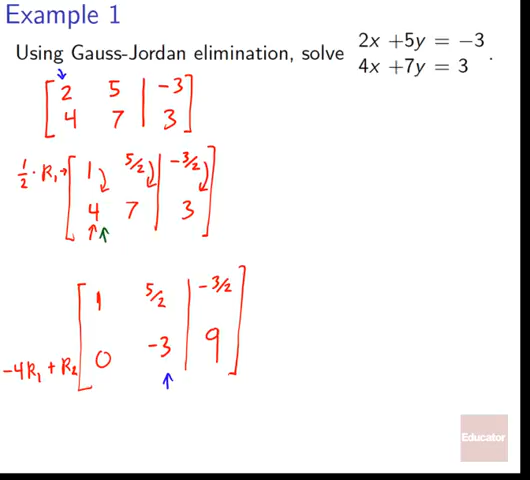 Example 1
Using Gauss-Jordan elimination, solve 2x +5y = −3
4x +7y = 3 .
2 5 | -3
4 7 | 3
1/2 · R₁→ 1 5/2 | -3/2
4 7 | 3
1 5/2 | -3/2
-4R₁ + R₂ 0 -3 | 9
Educator